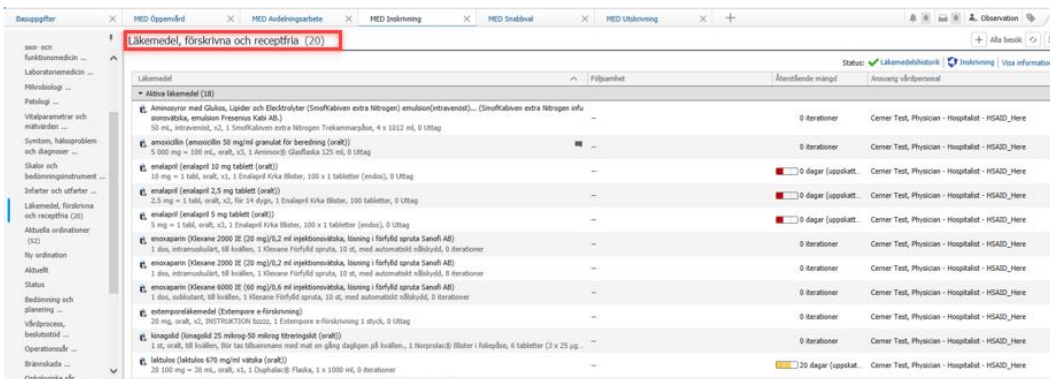 Basuppgifter
MED Öppenvård
MED Avdelningsarbete
MED Inskrivning
MED Snabbval
MED Utskrivning
Observation
Läkemedel, förskrivna och receptfria (20)
Alla besök
Status: Läkemedelshistorik Inskrivning Visa information
funktionsmedicin ...
Laboratoriemedicin ...
Mikrobiologi ...
Patologi ...
Vitalparametrar och
mätvärden ...
Symtom, hälsoproblem
och diagnoser ...
Skalor och
bedömningsinstrument ...
Infarter och utfarter ...
Läkemedel, förskrivna
och receptfria (20)
Aktuella ordinationer
(52)
Ny ordination
Aktuellt
Status
Bedömning och
planering ...
Vårdprocess,
beslutsstöd ...
Operationssår ...
Brännskada ...
Onkologiska sår
Läkemedel Följsamhet Återstående mängd Ansvarig vårdpersonal
Aktiva läkemedel (18)
Aminosyror med Glukos, Lipider och Elecktrolyter (SmofKabiven extra Nitrogen) emulsion(intravenöst)... (SmofKabiven extra Nitrogen infu
sionsvätska, emulsion Fresenius Kabi AB.)
50 mL, intravenöst, x2, 1 SmofKabiven extra Nitrogen Trekammarpåse, 4 x 1012 ml, 0 Uttag
-- 0 iterationer Cerner Test, Physician - Hospitalist - HSAID_Here
amoxicillin (amoxicillin 50 mg/ml granulat för beredning (oralt))
5 000 mg = 100 mL, oralt, x3, 1 Amimox® Glasflaska 125 ml, 0 Uttag
-- 0 iterationer Cerner Test, Physician - Hospitalist - HSAID_Here
enalapril (enalapril 10 mg tablett (oralt))
10 mg = 1 tabl, oralt, x1, 1 Enalapril Krka Blister, 100 x 1 tabletter (endos), 0 Uttag
-- 0 dagar (uppskatt... Cerner Test, Physician - Hospitalist - HSAID_Here
enalapril (enalapril 2,5 mg tablett (oralt))
2,5 mg = 1 tabl, oralt, x2, för 14 dygn, 1 Enalapril Krka Blister, 100 tabletter, 0 Uttag
-- 0 dagar (uppskatt... Cerner Test, Physician - Hospitalist - HSAID_Here
enalapril (enalapril 5 mg tablett (oralt))
5 mg = 1 tabl, oralt, x3, 1 Enalapril Krka Blister, 100 x 1 tabletter (endos), 0 Uttag
-- 0 dagar (uppskatt... Cerner Test, Physician - Hospitalist - HSAID_Here
enoxaparin (Klexane 2000 IE (20 mg)/0,2 ml injektionsvätska, lösning i förfylld spruta Sanofi AB)
1 dos, intramuskulärt, till kvällen, 1 Klexane Förfylld spruta, 10 st, med automatiskt nålskydd, 0 iterationer
-- 0 iterationer Cerner Test, Physician - Hospitalist - HSAID_Here
enoxaparin (Klexane 2000 IE (20 mg)/0,2 ml injektionsvätska, lösning i förfylld spruta Sanofi AB)
1 dos, intramuskulärt, till kvällen, 1 Klexane Förfylld spruta, 10 st, med automatiskt nålskydd, 8 iterationer
-- 0 iterationer Cerner Test, Physician - Hospitalist - HSAID_Here
enoxaparin (Klexane 6000 IE (60 mg)/0,6 ml injektionsvätska, lösning i förfylld spruta Sanofi AB)
1 dos, subkutant, till kvällen, 1 Klexane Förfylld spruta, 10 st, med automatiskt nålskydd, 0 iterationer
-- 0 iterationer Cerner Test, Physician - Hospitalist - HSAID_Here
extemporeläkemedel (Extempore e-förskrivning)
20 mg, oralt, x2, INSTRUKTION bzzzz, 1 Extempore e-förskrivning 1 styck, 0 Uttag
-- 0 iterationer Cerner Test, Physician - Hospitalist - HSAID_Here
kinagolid (kinagolid 25 mikrog-50 mikrog titreringskit (oralt))
1 st, oralt, till kvällen, Bör tas tillsammans med mat en gång dagligen på kvällen., 1 Norprolac® Blister i foliepåse, 6 tabletter (3 x 25 µg...
-- 0 iterationer Cerner Test, Physician - Hospitalist - HSAID_Here
laktulos (laktulos 670 mg/ml vätska (oralt))
20 100 mg = 30 mL, oralt, x1, 1 Duphalac® Flaska, 1 x 1000 ml, 0 iterationer
-- 20 dagar (uppskat... Cerner Test, Physician - Hospitalist - HSAID_Here